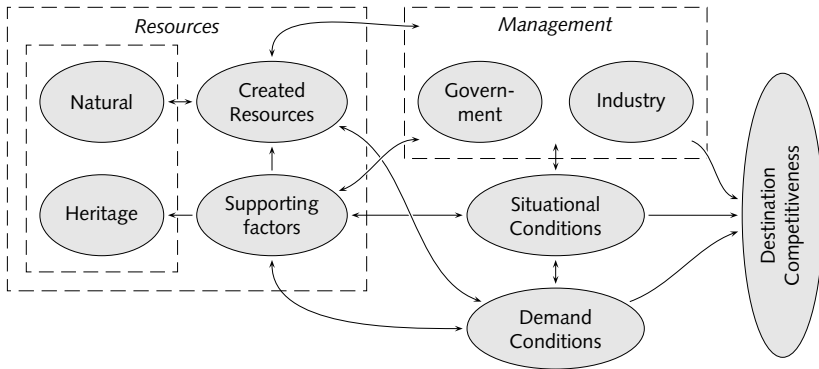 Resources
Management
Natural
Created
Resources
Govern-
ment
Industry
Heritage
Supporting
factors
Situational
Conditions
Demand
Conditions
Destination
Competitiveness